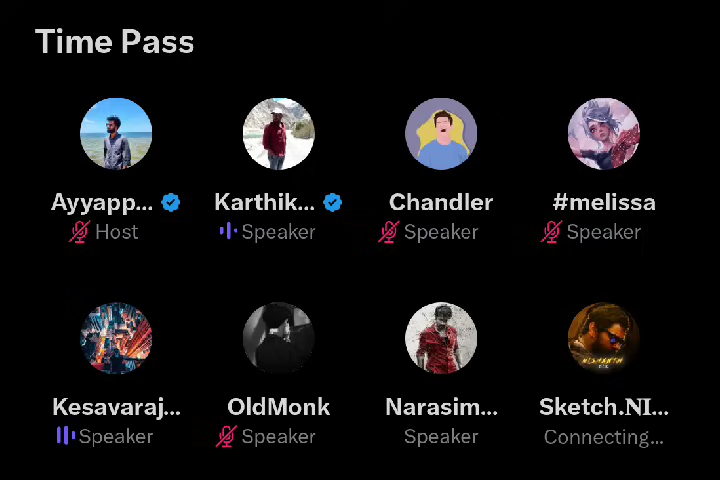 Time Pass
Ayyapp... Karthik... Chandler #melissa
Host Speaker Speaker Speaker
Kesavaraj... OldMonk Narasim... Sketch.𝐍𝐈...
Speaker Speaker Speaker Connecting...